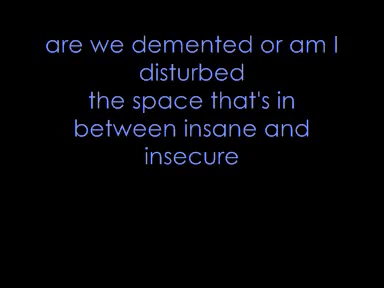 are we demented or am I
disturbed
the space that's in
between insane and
insecure